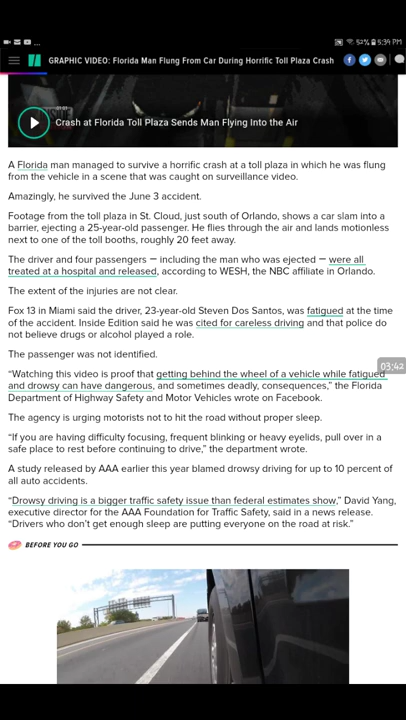 ... 52% 5:34 PM
GRAPHIC VIDEO: Florida Man Flung From Car During Horrific Toll Plaza Crash
01:01
Crash at Florida Toll Plaza Sends Man Flying Into the Air
A Florida man managed to survive a horrific crash at a toll plaza in which he was flung
from the vehicle in a scene that was caught on surveillance video.
Amazingly, he survived the June 3 accident.
Footage from the toll plaza in St. Cloud, just south of Orlando, shows a car slam into a
barrier, ejecting a 25-year-old passenger. He flies through the air and lands motionless
next to one of the toll booths, roughly 20 feet away.
The driver and four passengers — including the man who was ejected — were all
treated at a hospital and released, according to WESH, the NBC affiliate in Orlando.
The extent of the injuries are not clear.
Fox 13 in Miami said the driver, 23-year-old Steven Dos Santos, was fatigued at the time
of the accident. Inside Edition said he was cited for careless driving and that police do
not believe drugs or alcohol played a role.
The passenger was not identified.
03:42
“Watching this video is proof that getting behind the wheel of a vehicle while fatigued
and drowsy can have dangerous, and sometimes deadly, consequences,” the Florida
Department of Highway Safety and Motor Vehicles wrote on Facebook.
The agency is urging motorists not to hit the road without proper sleep.
“If you are having difficulty focusing, frequent blinking or heavy eyelids, pull over in a
safe place to rest before continuing to drive,” the department wrote.
A study released by AAA earlier this year blamed drowsy driving for up to 10 percent of
all auto accidents.
“Drowsy driving is a bigger traffic safety issue than federal estimates show,” David Yang,
executive director for the AAA Foundation for Traffic Safety, said in a news release.
“Drivers who don’t get enough sleep are putting everyone on the road at risk.”
BEFORE YOU GO